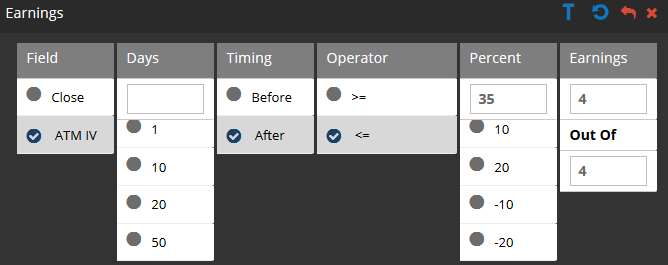 Earnings
Field Days Timing Operator Percent Earnings
Close Before >= 35 4
ATM IV 1 After <= 10 Out Of
10 20 4
20 -10
50 -20